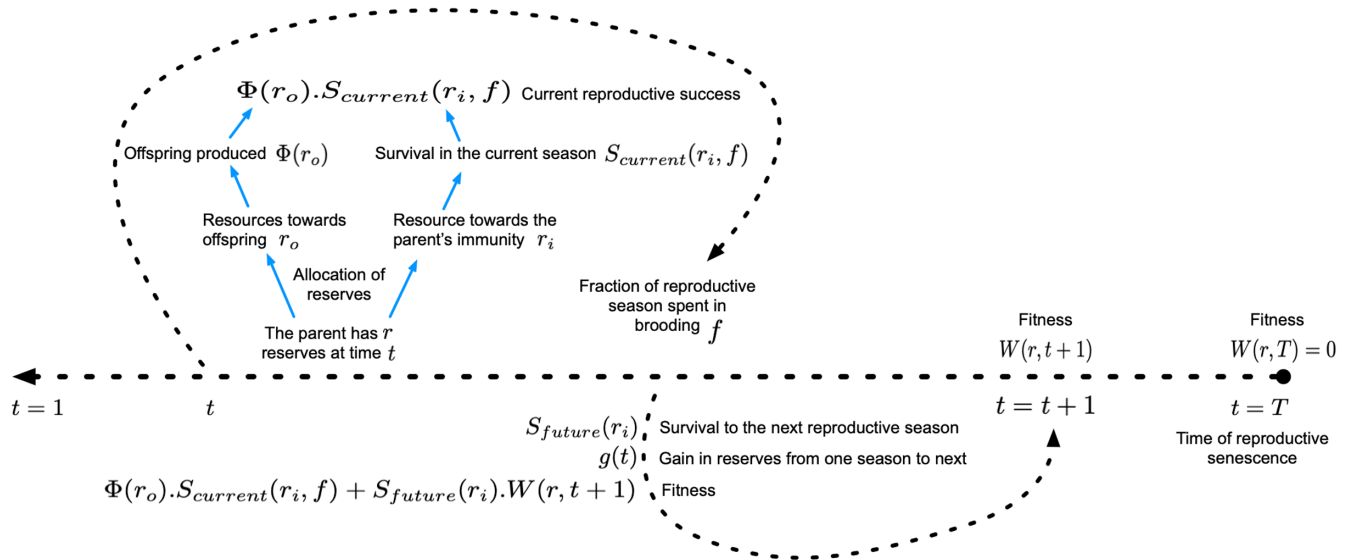 Φ(r_o).S_current(r_i, f) Current reproductive success
Offspring produced Φ(r_o)
Survival in the current season S_current(r_i, f)
Resources towards
offspring r_o
Resource towards the
parent's immunity r_i
Allocation of
reserves
The parent has r
reserves at time t
Fraction of reproductive
season spent in
brooding f
Fitness
W(r, t + 1)
Fitness
W(r, T) = 0
t = 1
t
t = t + 1
t = T
Time of reproductive
senescence
S_future(r_i) Survival to the next reproductive season
g(t) Gain in reserves from one season to next
Φ(r_o).S_current(r_i, f) + S_future(r_i).W(r, t + 1) Fitness